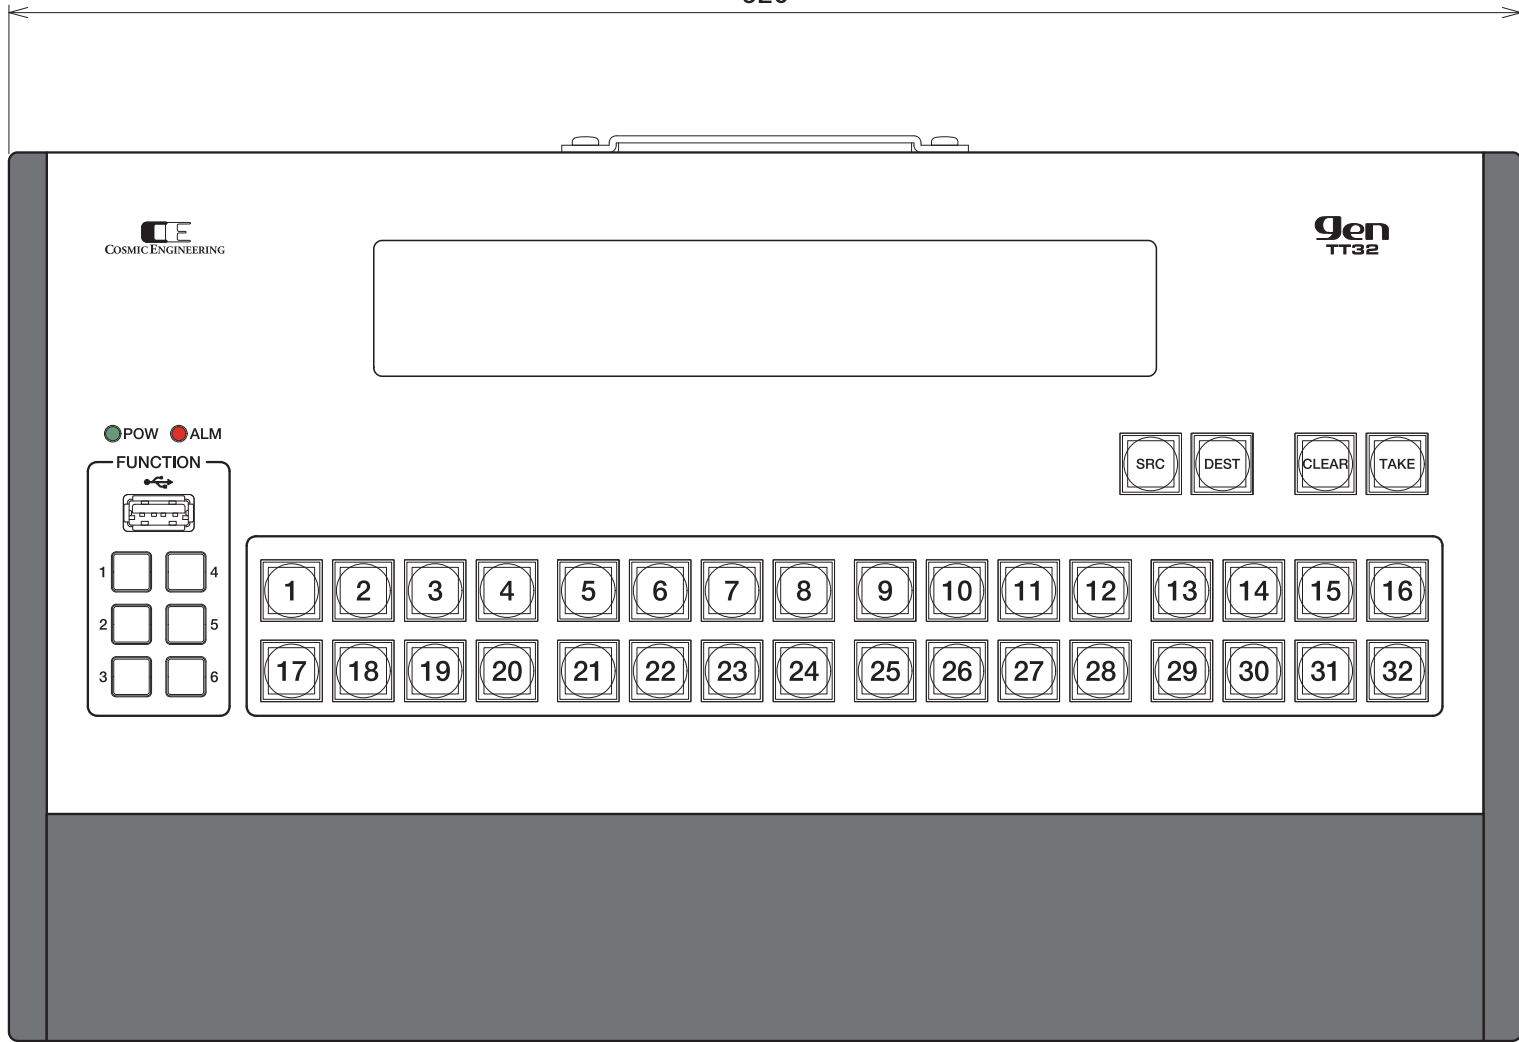 COSMIC ENGINEERING
gen
TT32
POW ALM
FUNCTION
SRC DEST CLEAR TAKE
1 4
2 5
3 6
1 2 3 4 5 6 7 8 9 10 11 12 13 14 15 16
17 18 19 20 21 22 23 24 25 26 27 28 29 30 31 32